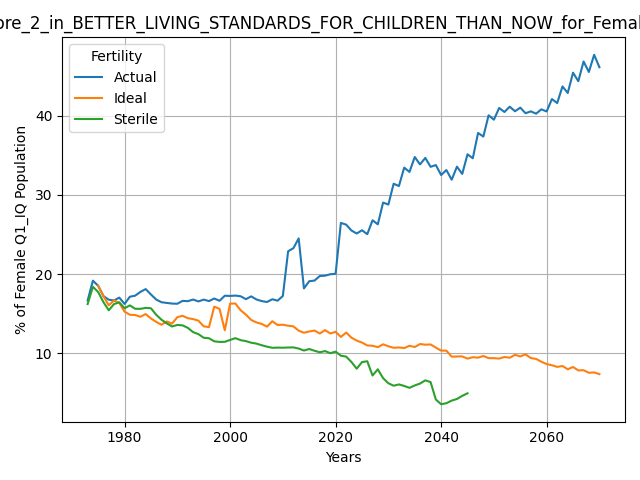 ore_2_in_BETTER_LIVING_STANDARDS_FOR_CHILDREN_THAN_NOW_for_Femal
Fertility
Actual
Ideal
Sterile
% of Female Q1_IQ Population
40
30
20
10
1980 2000 2020 2040 2060
Years